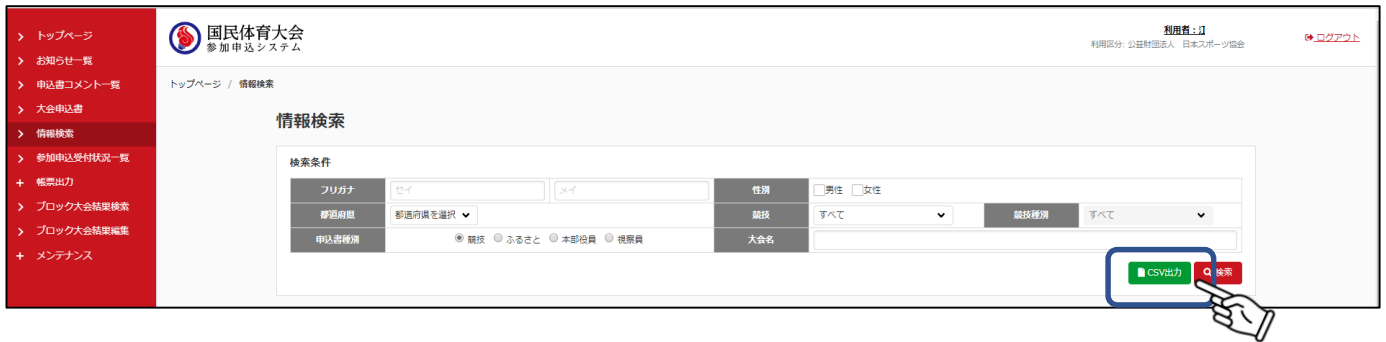 トップページ
お知らせ一覧
申込書コメント一覧
大会申込書
情報検索
参加申込受付状況一覧
帳票出力
ブロック大会結果検索
ブロック大会結果編集
メンテナンス
国民体育大会
参加申込システム
利用者:
利用区分: 公益財団法人 日本スポーツ協会
ログアウト
トップページ / 情報検索
情報検索
検索条件
フリガナ セイ メイ 性別 男性 女性
都道府県 都道府県を選択 競技 すべて 競技種別 すべて
申込書種別 競技 ふるさと 本部役員 視察員 大会名
CSV出力 検索